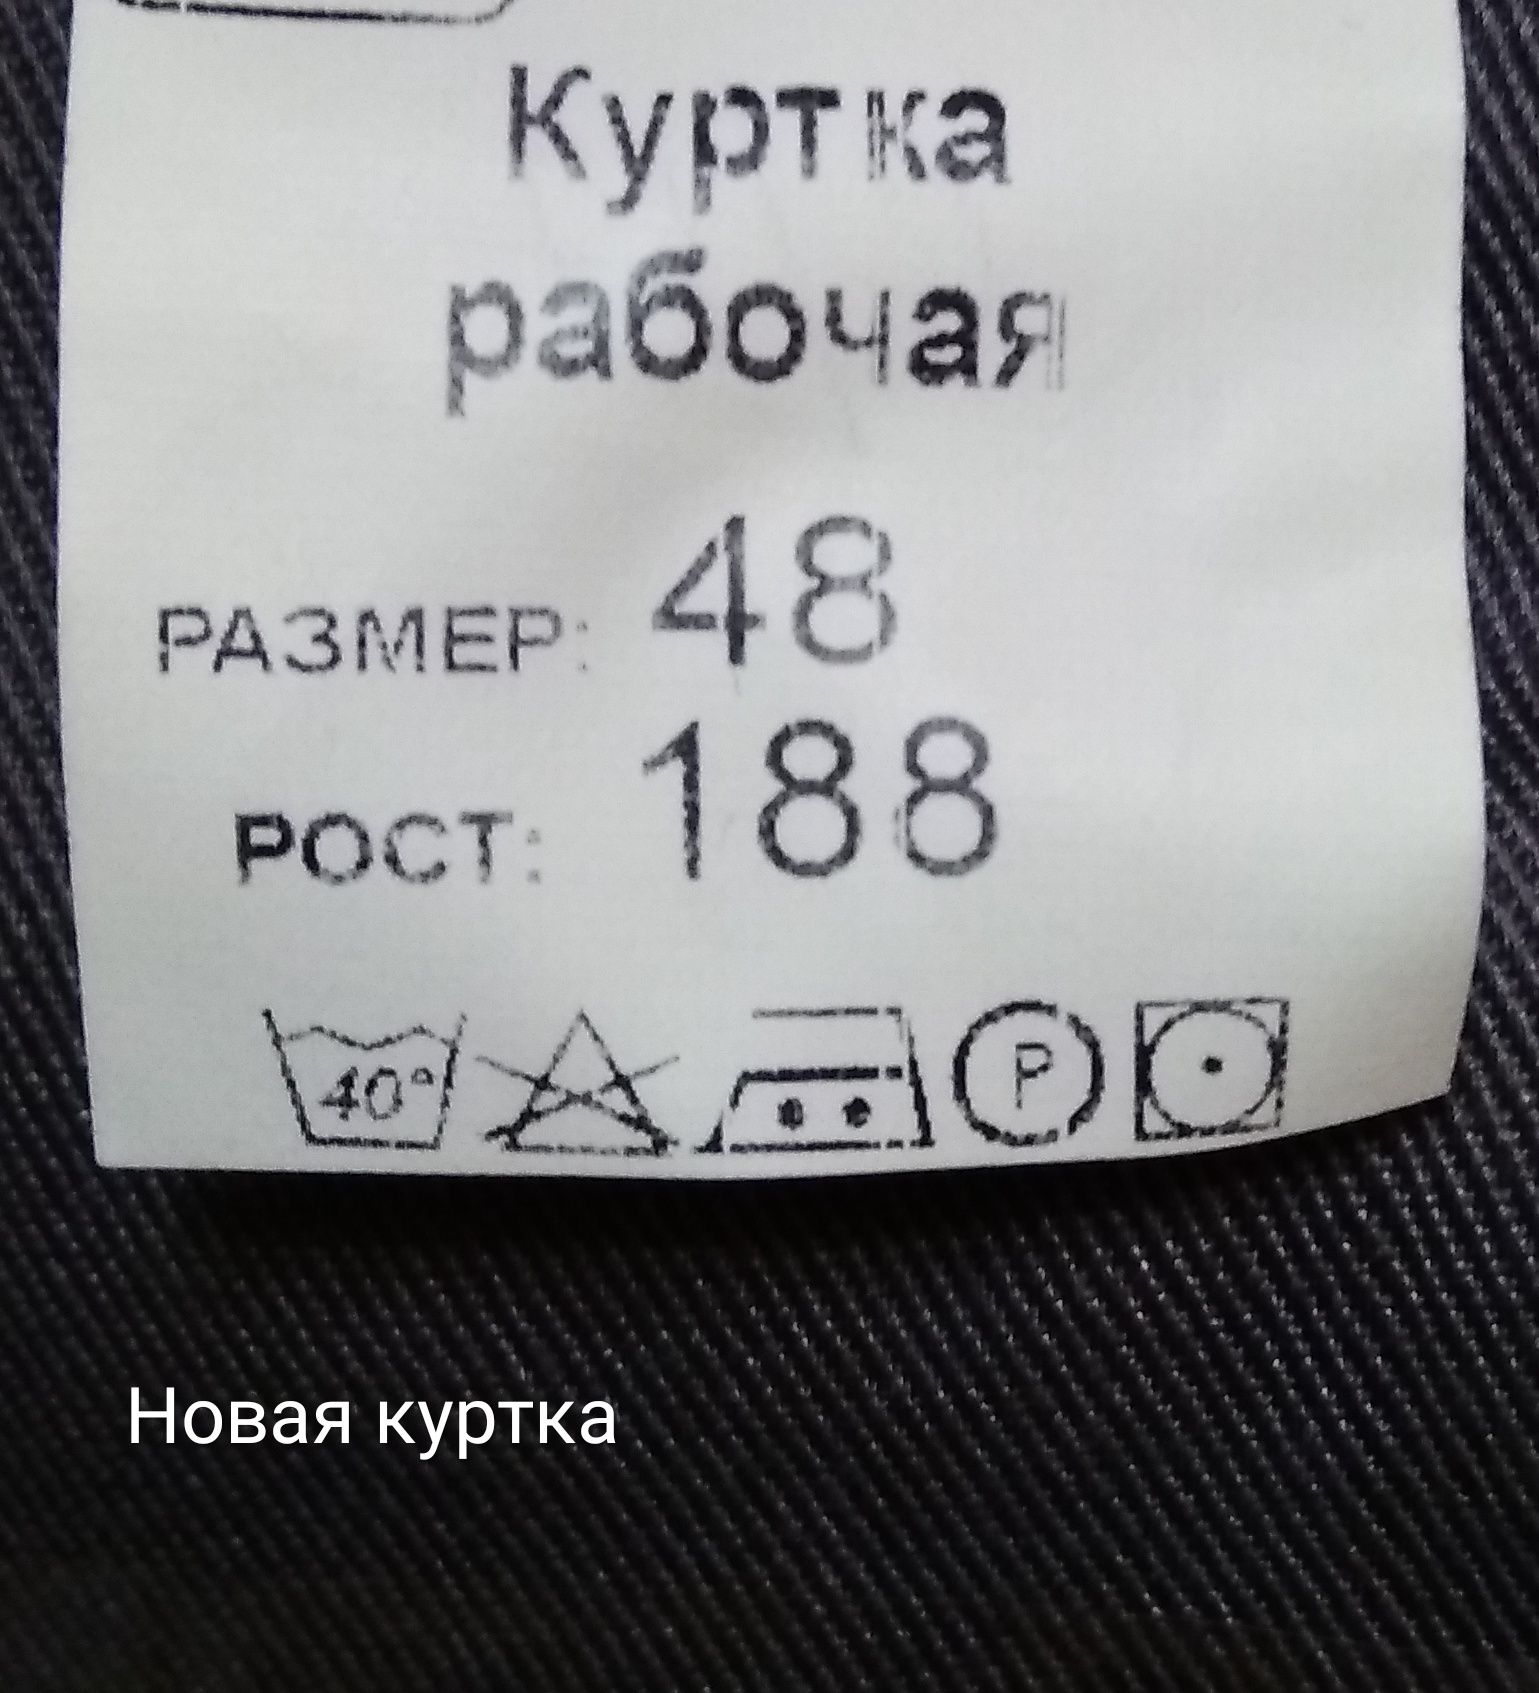 Куртка
рабочая
РАЗМЕР: 48
РОСТ: 188
40° P
Новая куртка